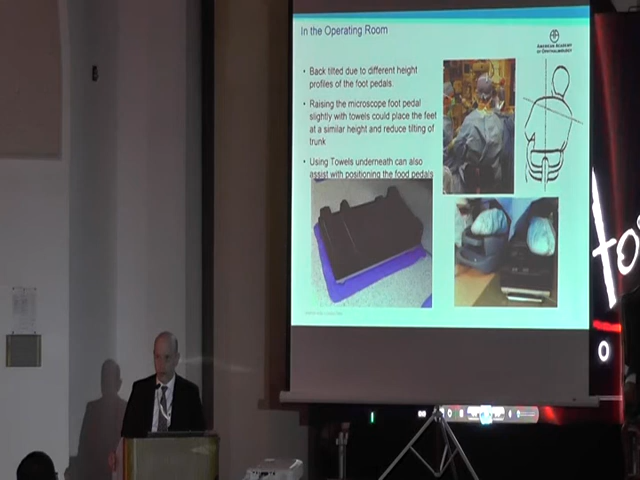 In the Operating Room
AMERICAN ACADEMY
OF OPHTHALMOLOGY
• Back tilted due to different height
profiles of the foot pedals.
• Raising the microscope foot pedal
slightly with towels could place the feet
at a similar height and reduce tilting of
trunk
• Using Towels underneath can also
assist with positioning the food pedals